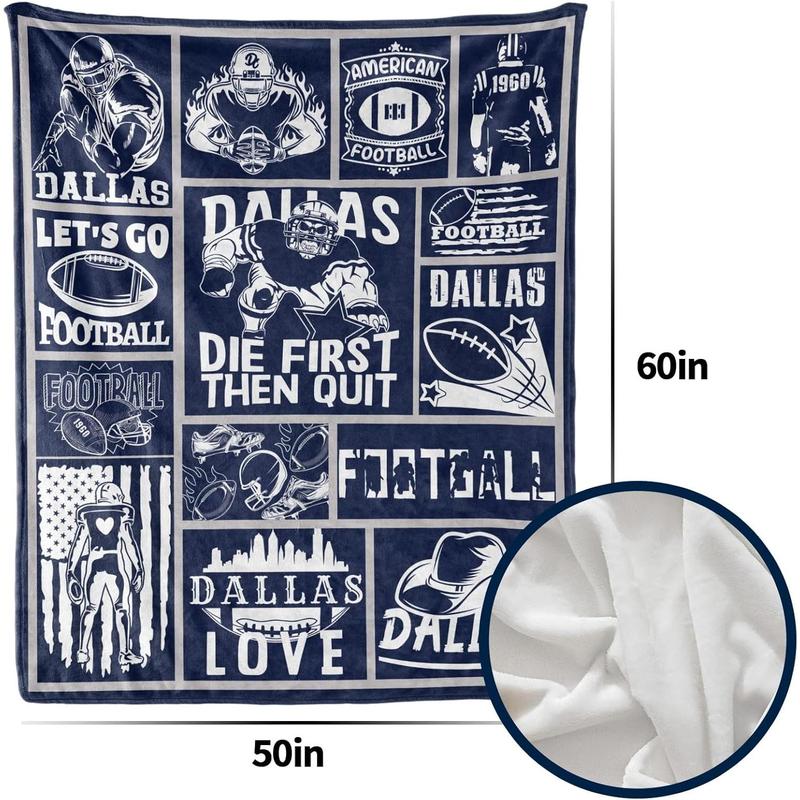 DALLAS
AMERICAN
FOOTBALL
1960
LET'S GO
FOOTBALL
DALLAS
DIE FIRST
THEN QUIT
FOOTBALL
DALLAS
FOOTBALL
1960
FOOTBALL
DALLAS
LOVE
DALL
60in
50in